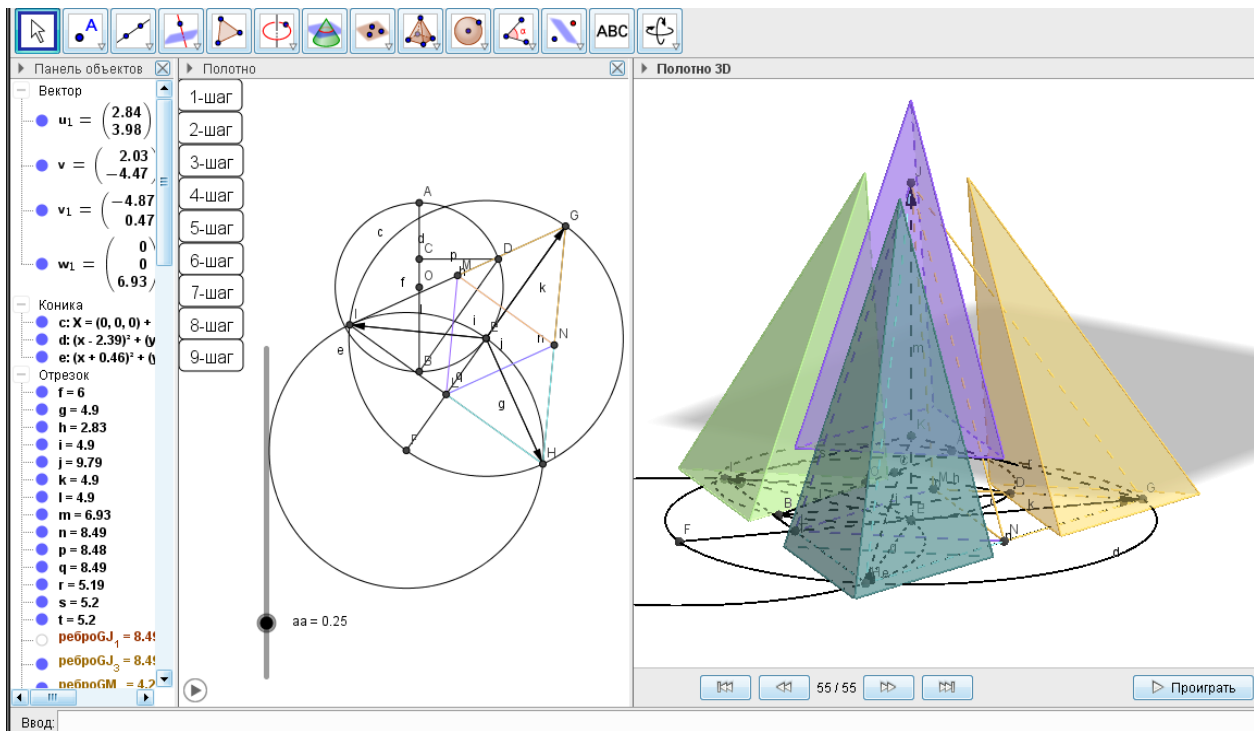 ABC
Панель объектов
Полотно
Полотно 3D
Вектор
u₁ = (2.84
3.98)
v = (2.03
−4.47)
v₁ = (−4.87
0.47)
w₁ = (0
0
6.93)
Коника
c: X = (0, 0, 0) +
d: (x - 2.39)² + (y
e: (x + 0.46)² + (y
Отрезок
f = 6
g = 4.9
h = 2.83
i = 4.9
j = 9.79
k = 4.9
l = 4.9
m = 6.93
n = 8.49
p = 8.48
q = 8.49
r = 5.19
s = 5.2
t = 5.2
реброGJ₁ = 8.49
реброGJ₃ = 8.49
реброGM = 4.2
1-шаг
2-шаг
3-шаг
4-шаг
5-шаг
6-шаг
7-шаг
8-шаг
9-шаг
A
G
c
d
C
p
M
D
f
O
k
I
i
E
j
n
N
e
B
q
L
g
F
H
aa = 0.25
J
m
K
D
M
h
G
B
k
E
F
N
d
55 / 55
Проиграть
Ввод: